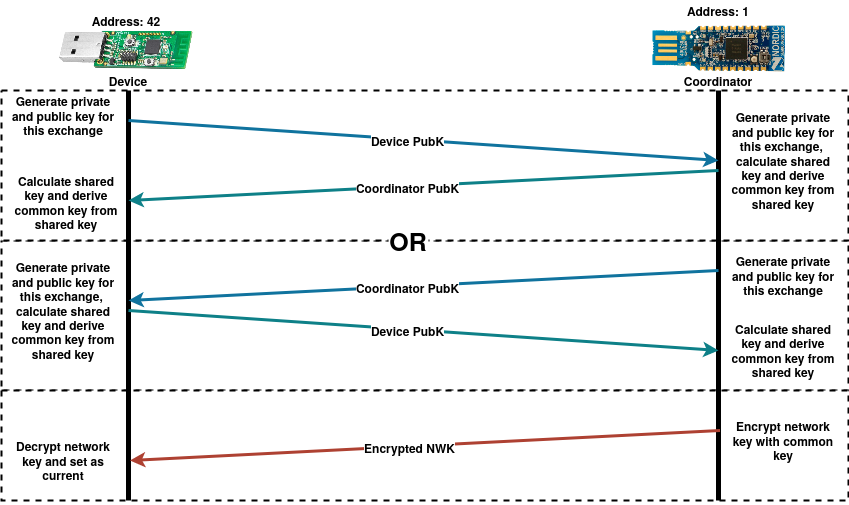 Address: 42
Address: 1
NORDIC
Device
Coordinator
Generate private
and public key for
this exchange
Device PubK
Generate private
and public key for
this exchange,
calculate shared
key and derive
common key from
shared key
Coordinator PubK
Calculate shared
key and derive
common key from
shared key
OR
Generate private
and public key for
this exchange
Coordinator PubK
Generate private
and public key for
this exchange,
calculate shared
key and derive
common key from
shared key
Device PubK
Calculate shared
key and derive
common key from
shared key
Encrypt network
key with common
key
Encrypted NWK
Decrypt network
key and set as
current